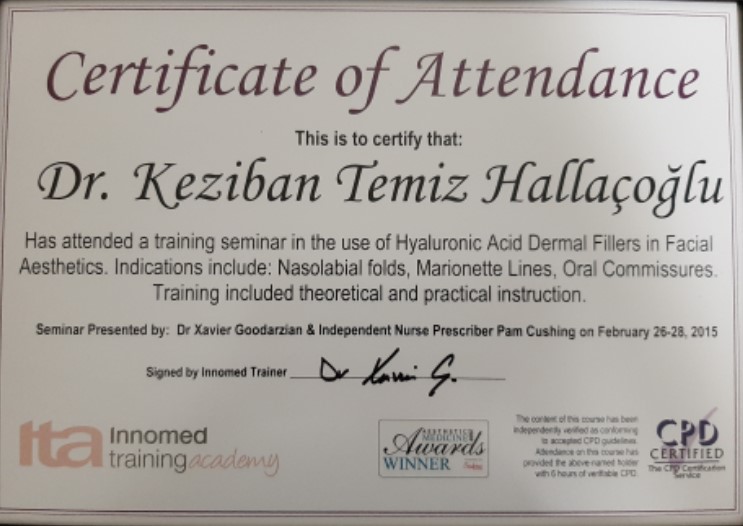 Certificate of Attendance
This is to certify that:
Dr. Keziban Temiz Hallaçoğlu
Has attended a training seminar in the use of Hyaluronic Acid Dermal Fillers in Facial
Aesthetics. Indications include: Nasolabial folds, Marionette Lines, Oral Commissures.
Training included theoretical and practical instruction.
Seminar Presented by: Dr Xavier Goodarzian & Independent Nurse Prescriber Pam Cushing on February 26-28, 2015
Signed by Innomed Trainer
ita Innomed
training academy
AESTHETIC
MEDICINE
Awards
WINNER
The content of this course has been
independently verified as conforming
to accepted CPD guidelines.
Attendance on this course has
provided the above-named holder
with 6 hours of verifiable CPD.
CPD
CERTIFIED
The CPD Certification
Service